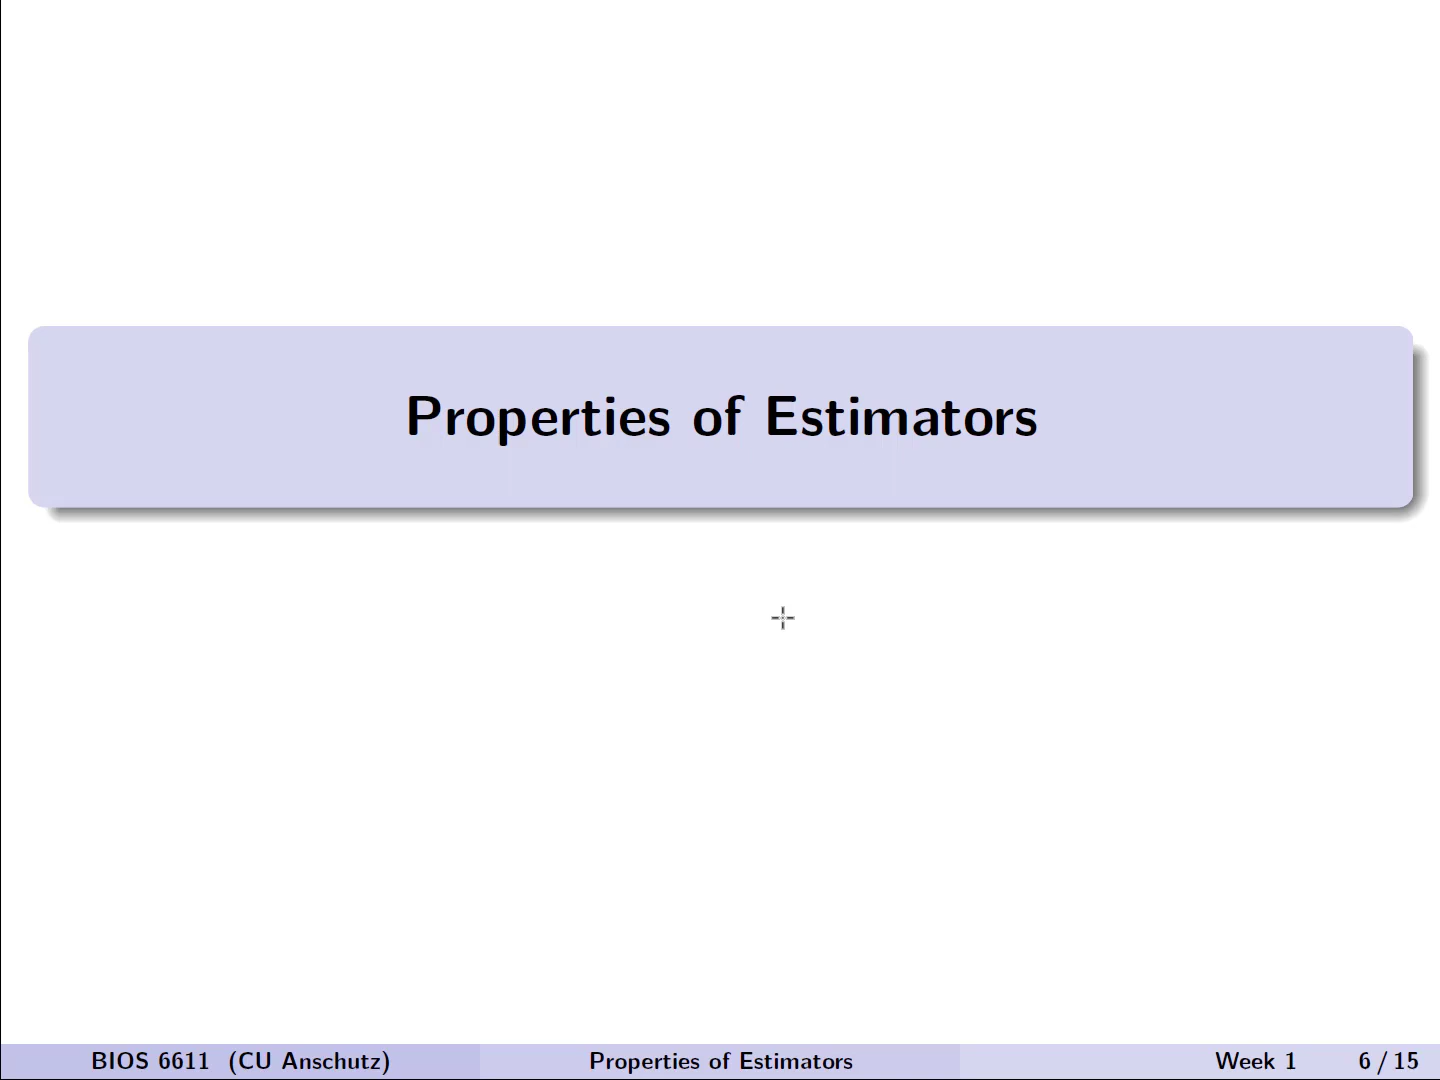 Properties of Estimators
BIOS 6611 (CU Anschutz) Properties of Estimators Week 1 6 / 15